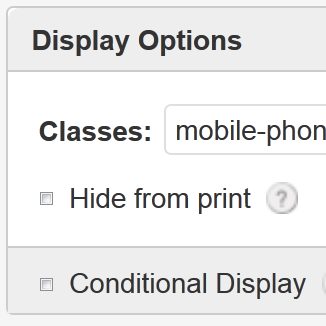 Display Options
Classes: mobile-phon
Hide from print ?
Conditional Display